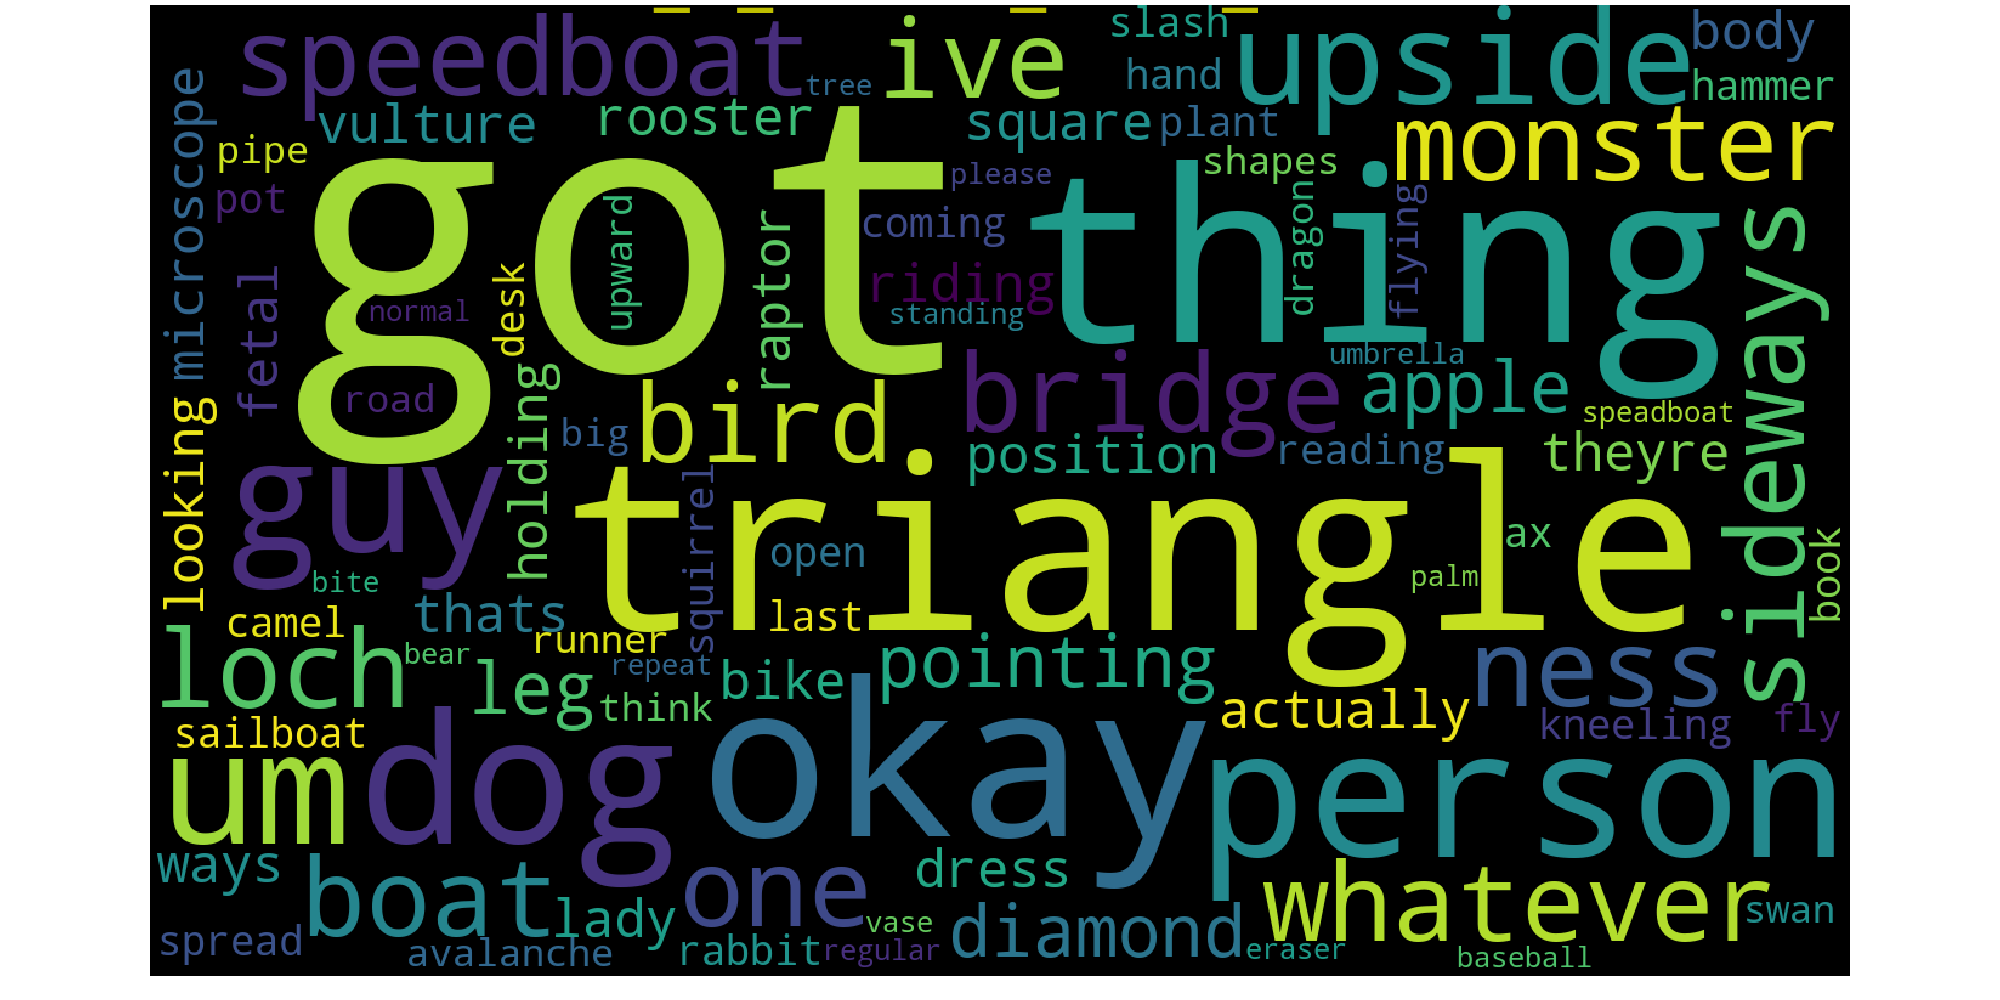 slash
speedboat
ive
upside
body
hand
hammer
tree
microscope
vulture
rooster
square
plant
monster
pipe
got
thing
shapes
please
pot
upward
raptor
coming
dragon
flying
sideways
fetal
desk
riding
normal
standing
umbrella
looking
road
holding
big
bird
bridge
apple
speadboat
position
reading
theyre
guy
squirrel
triangle
open
ax
book
palm
bite
camel
thats
runner
last
loch
bear
leg
repeat
think
bike
pointing
ness
actually
kneeling
fly
sailboat
um
dog
okay
person
ways
boat
lady
one
dress
whatever
vase
diamond
swan
spread
avalanche
rabbit
regular
eraser
baseball